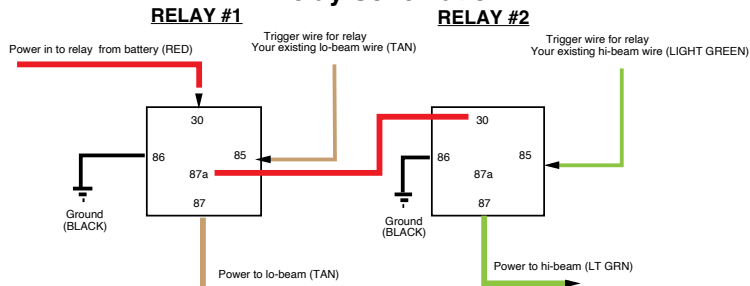 RELAY #1
RELAY #2
Power in to relay from battery (RED)
Trigger wire for relay
Your existing lo-beam wire (TAN)
Trigger wire for relay
Your existing hi-beam wire (LIGHT GREEN)
30
86
85
87a
87
Ground
(BLACK)
Power to lo-beam (TAN)
30
86
85
87a
87
Ground
(BLACK)
Power to hi-beam (LT GRN)